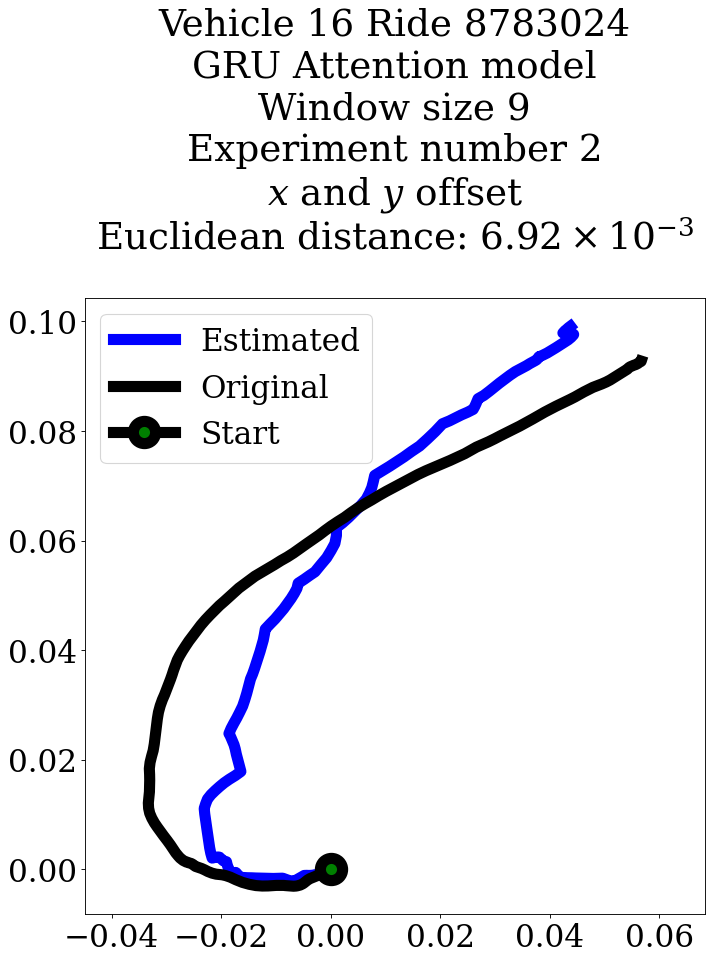 Vehicle 16 Ride 8783024
GRU Attention model
Window size 9
Experiment number 2
x and y offset
Euclidean distance: 6.92 × 10⁻³
Estimated
Original
Start
0.10
0.08
0.06
0.04
0.02
0.00
−0.04 −0.02 0.00 0.02 0.04 0.06